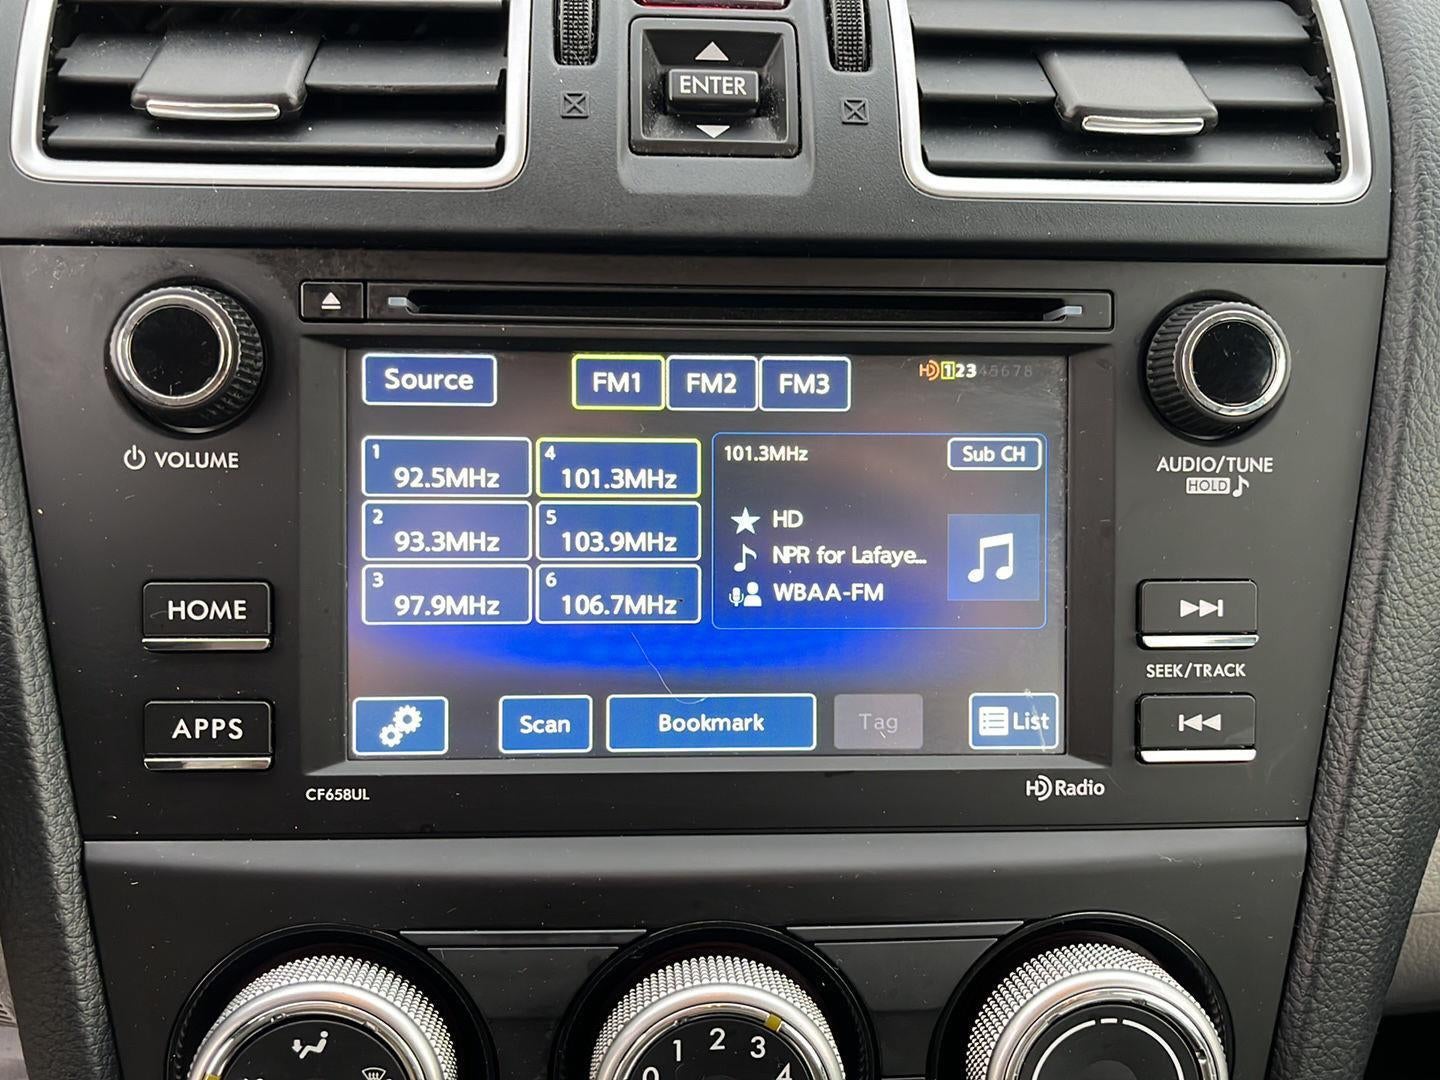 ENTER
VOLUME
Source
FM1 FM2 FM3
HD 12345678
1 92.5MHz
2 93.3MHz
3 97.9MHz
4 101.3MHz
5 103.9MHz
6 106.7MHz
101.3MHz
Sub CH
HD
NPR for Lafaye...
WBAA-FM
Scan
Bookmark
Tag
List
AUDIO/TUNE
HOLD
HOME
APPS
SEEK/TRACK
CF658UL
HD Radio
1 2 3
0 4